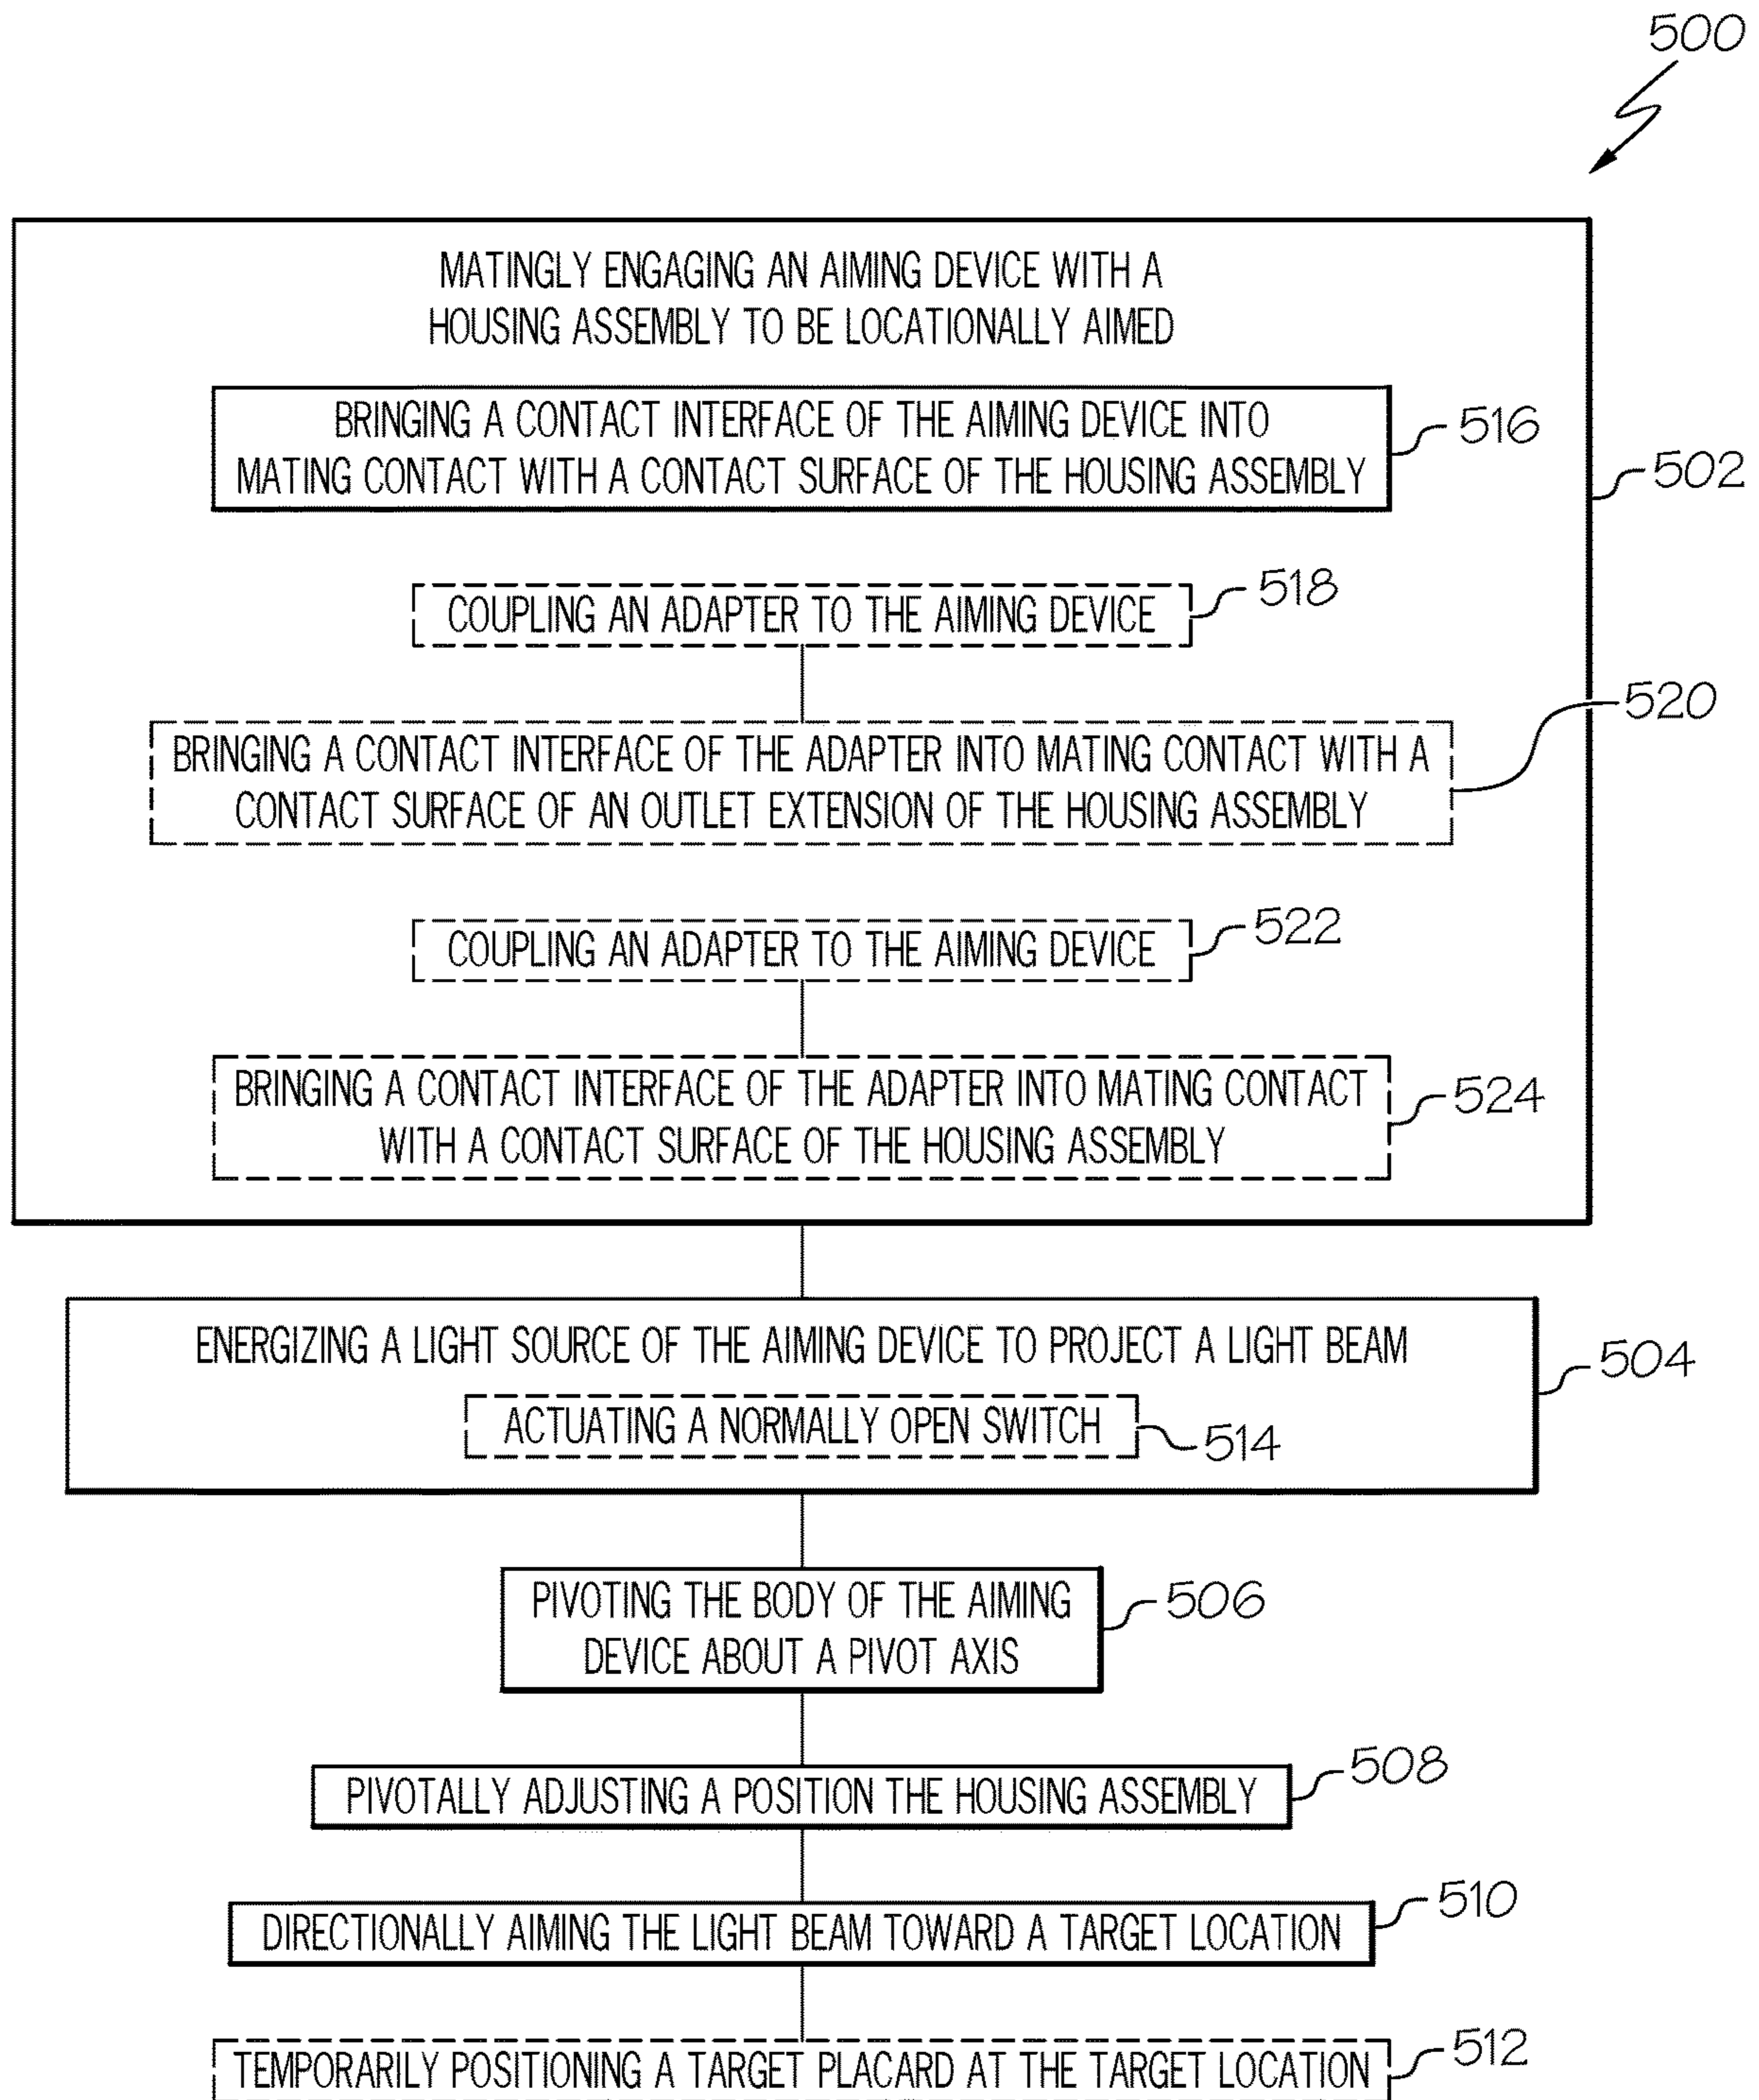 500
MATINGLY ENGAGING AN AIMING DEVICE WITH A
HOUSING ASSEMBLY TO BE LOCATIONALLY AIMED
BRINGING A CONTACT INTERFACE OF THE AIMING DEVICE INTO
MATING CONTACT WITH A CONTACT SURFACE OF THE HOUSING ASSEMBLY
516
502
COUPLING AN ADAPTER TO THE AIMING DEVICE
518
520
BRINGING A CONTACT INTERFACE OF THE ADAPTER INTO MATING CONTACT WITH A
CONTACT SURFACE OF AN OUTLET EXTENSION OF THE HOUSING ASSEMBLY
COUPLING AN ADAPTER TO THE AIMING DEVICE
522
BRINGING A CONTACT INTERFACE OF THE ADAPTER INTO MATING CONTACT
WITH A CONTACT SURFACE OF THE HOUSING ASSEMBLY
524
ENERGIZING A LIGHT SOURCE OF THE AIMING DEVICE TO PROJECT A LIGHT BEAM
504
ACTUATING A NORMALLY OPEN SWITCH
514
PIVOTING THE BODY OF THE AIMING
DEVICE ABOUT A PIVOT AXIS
506
PIVOTALLY ADJUSTING A POSITION THE HOUSING ASSEMBLY
508
DIRECTIONALLY AIMING THE LIGHT BEAM TOWARD A TARGET LOCATION
510
TEMPORARILY POSITIONING A TARGET PLACARD AT THE TARGET LOCATION
512